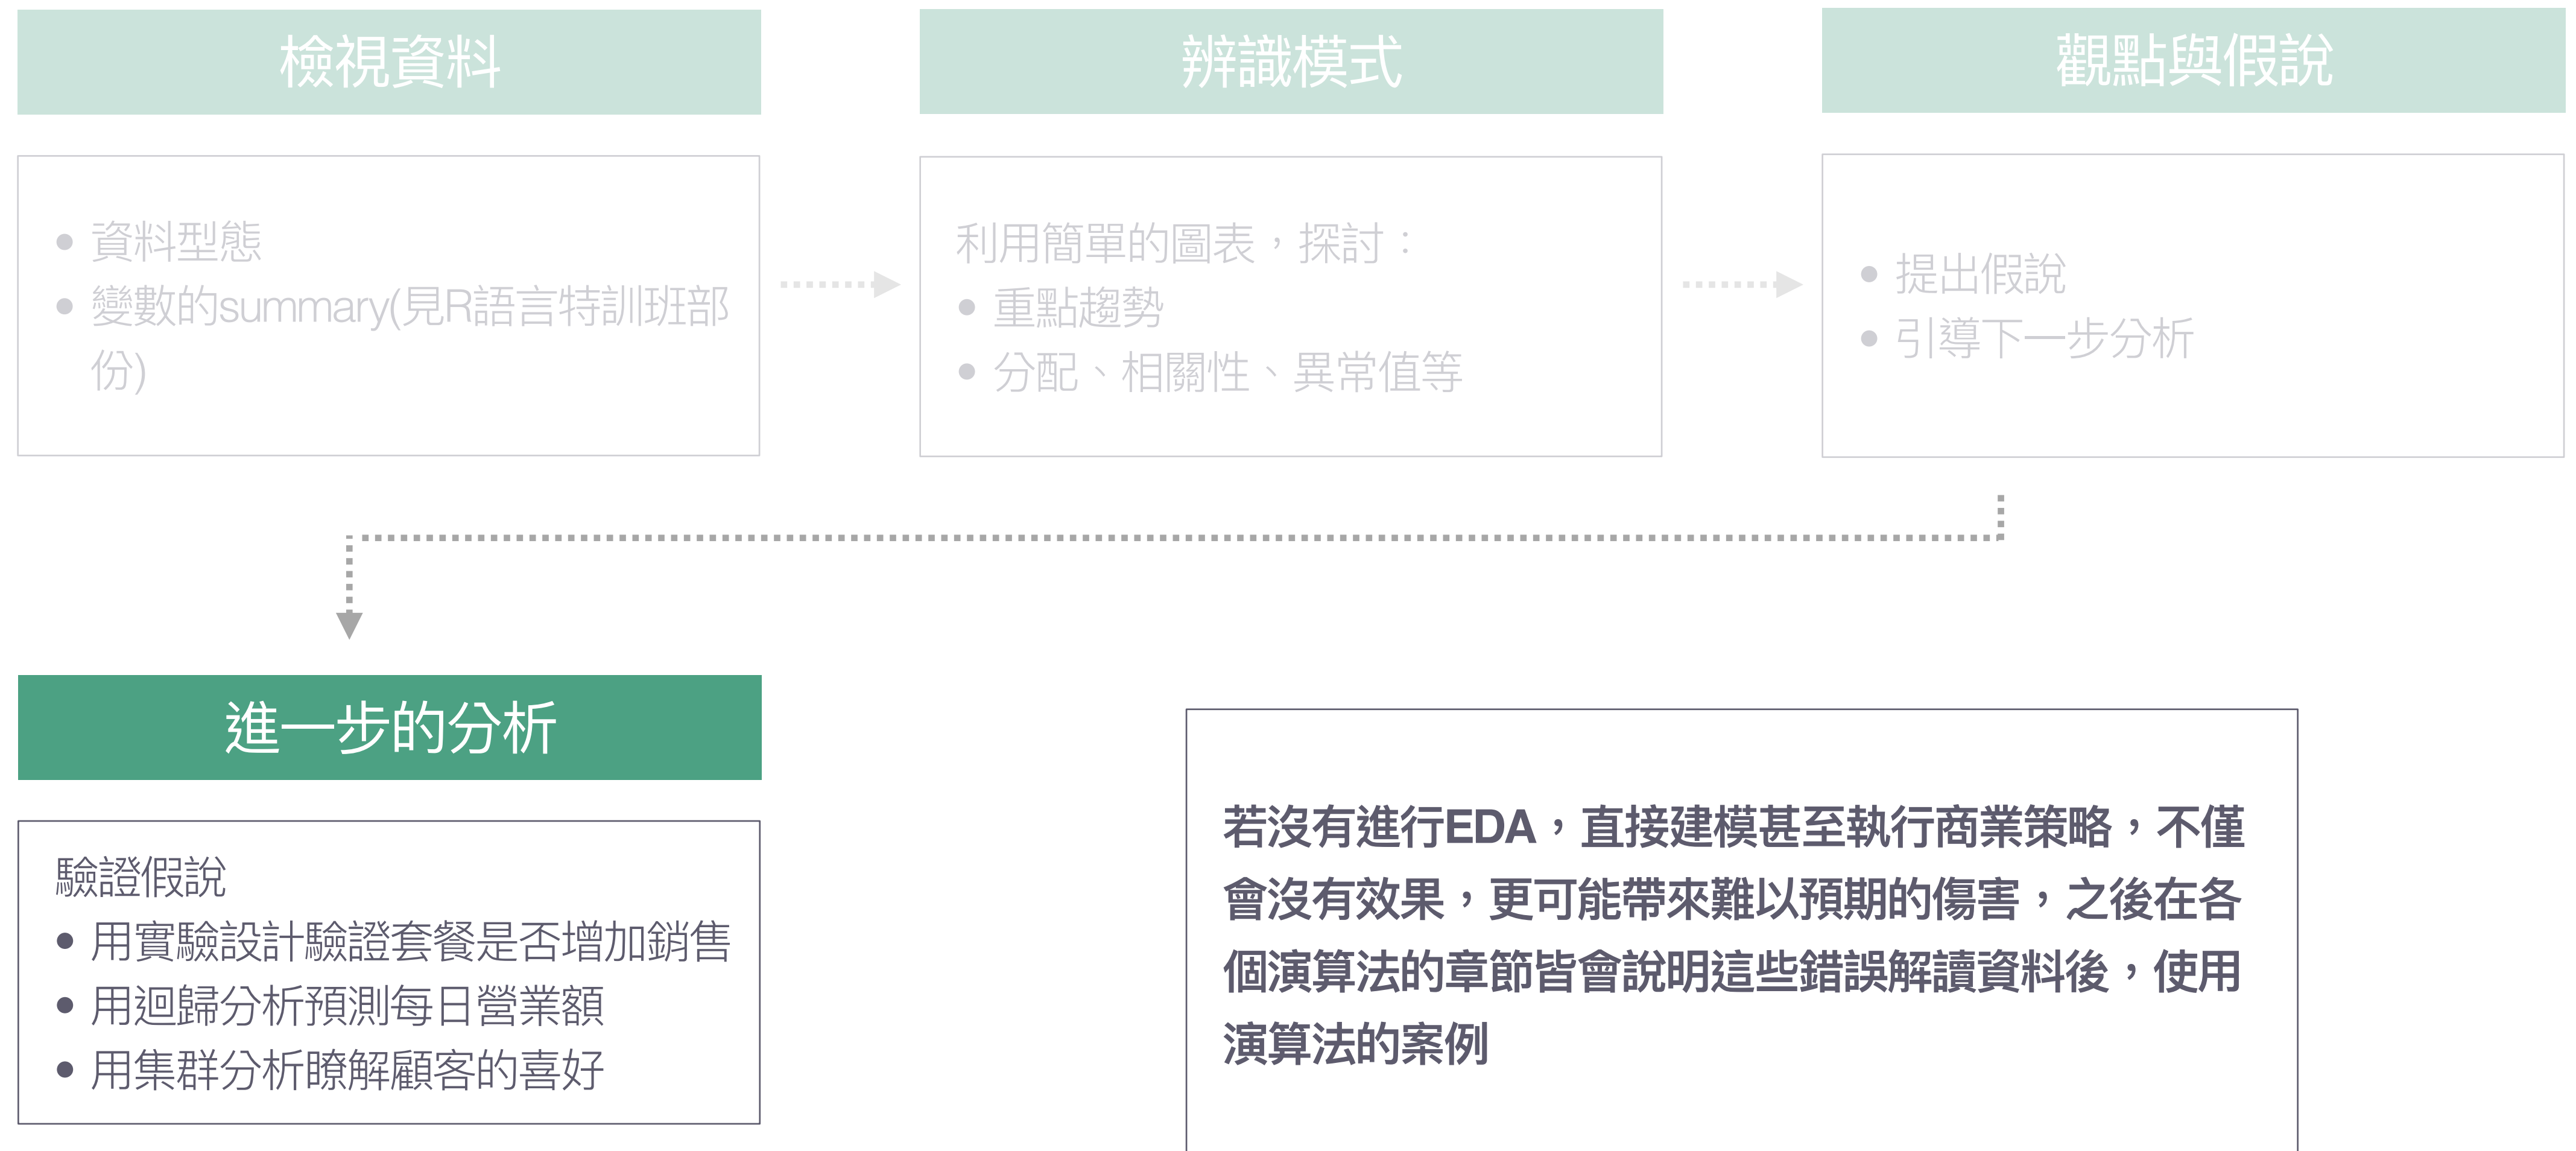 檢視資料
辨識模式
觀點與假說
● 資料型態
● 變數的summary(見R語言特訓班部
份)
利用簡單的圖表，探討：
● 重點趨勢
● 分配、相關性、異常值等
● 提出假說
● 引導下一步分析
進一步的分析
驗證假說
● 用實驗設計驗證套餐是否增加銷售
● 用迴歸分析預測每日營業額
● 用集群分析瞭解顧客的喜好
若沒有進行EDA，直接建模甚至執行商業策略，不僅
會沒有效果，更可能帶來難以預期的傷害，之後在各
個演算法的章節皆會說明這些錯誤解讀資料後，使用
演算法的案例